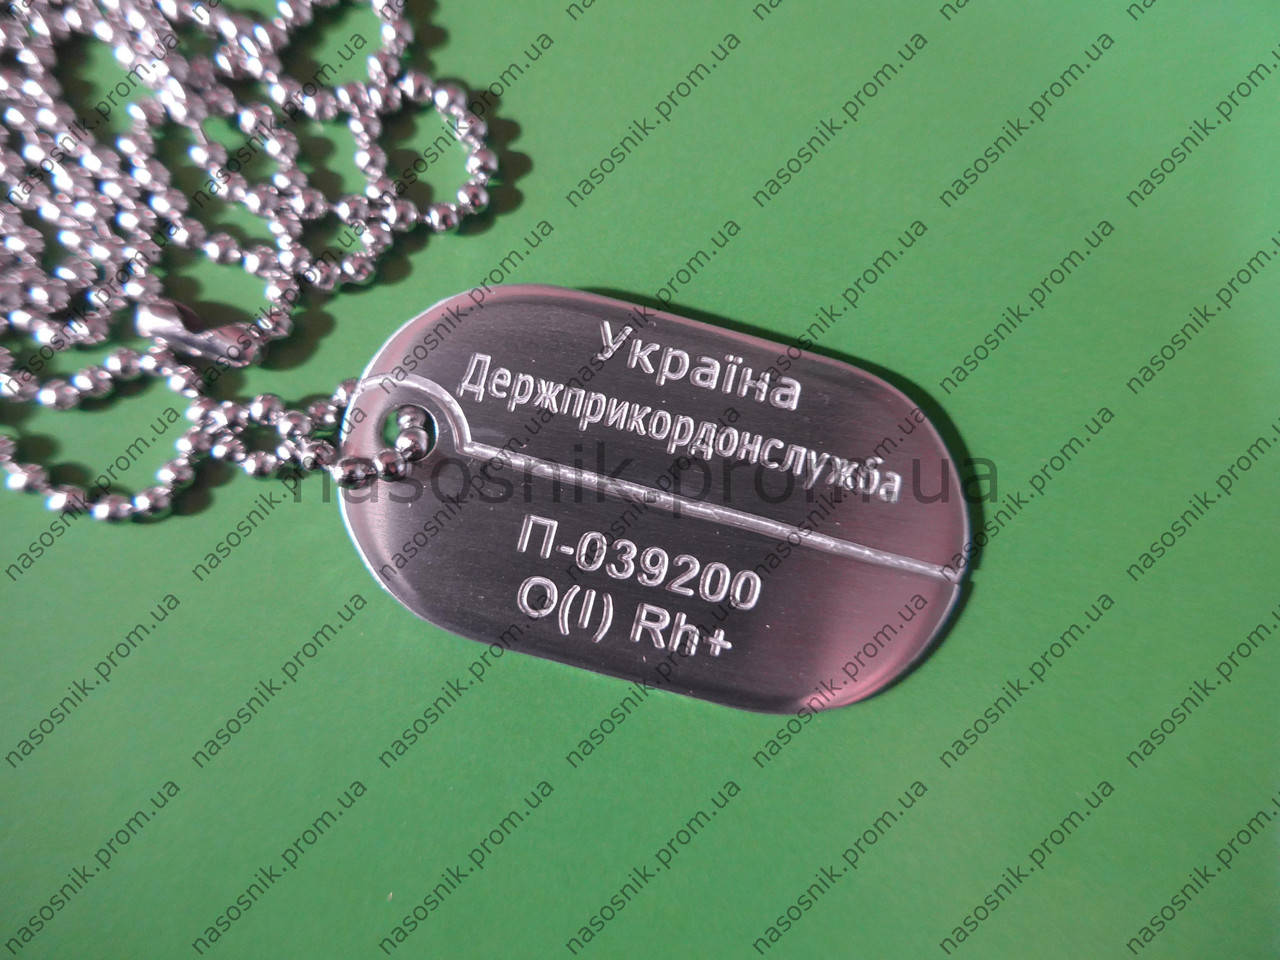 Україна
Держприкордонслужба
П-039200
O(I) Rh+
nasosnik.prom.ua